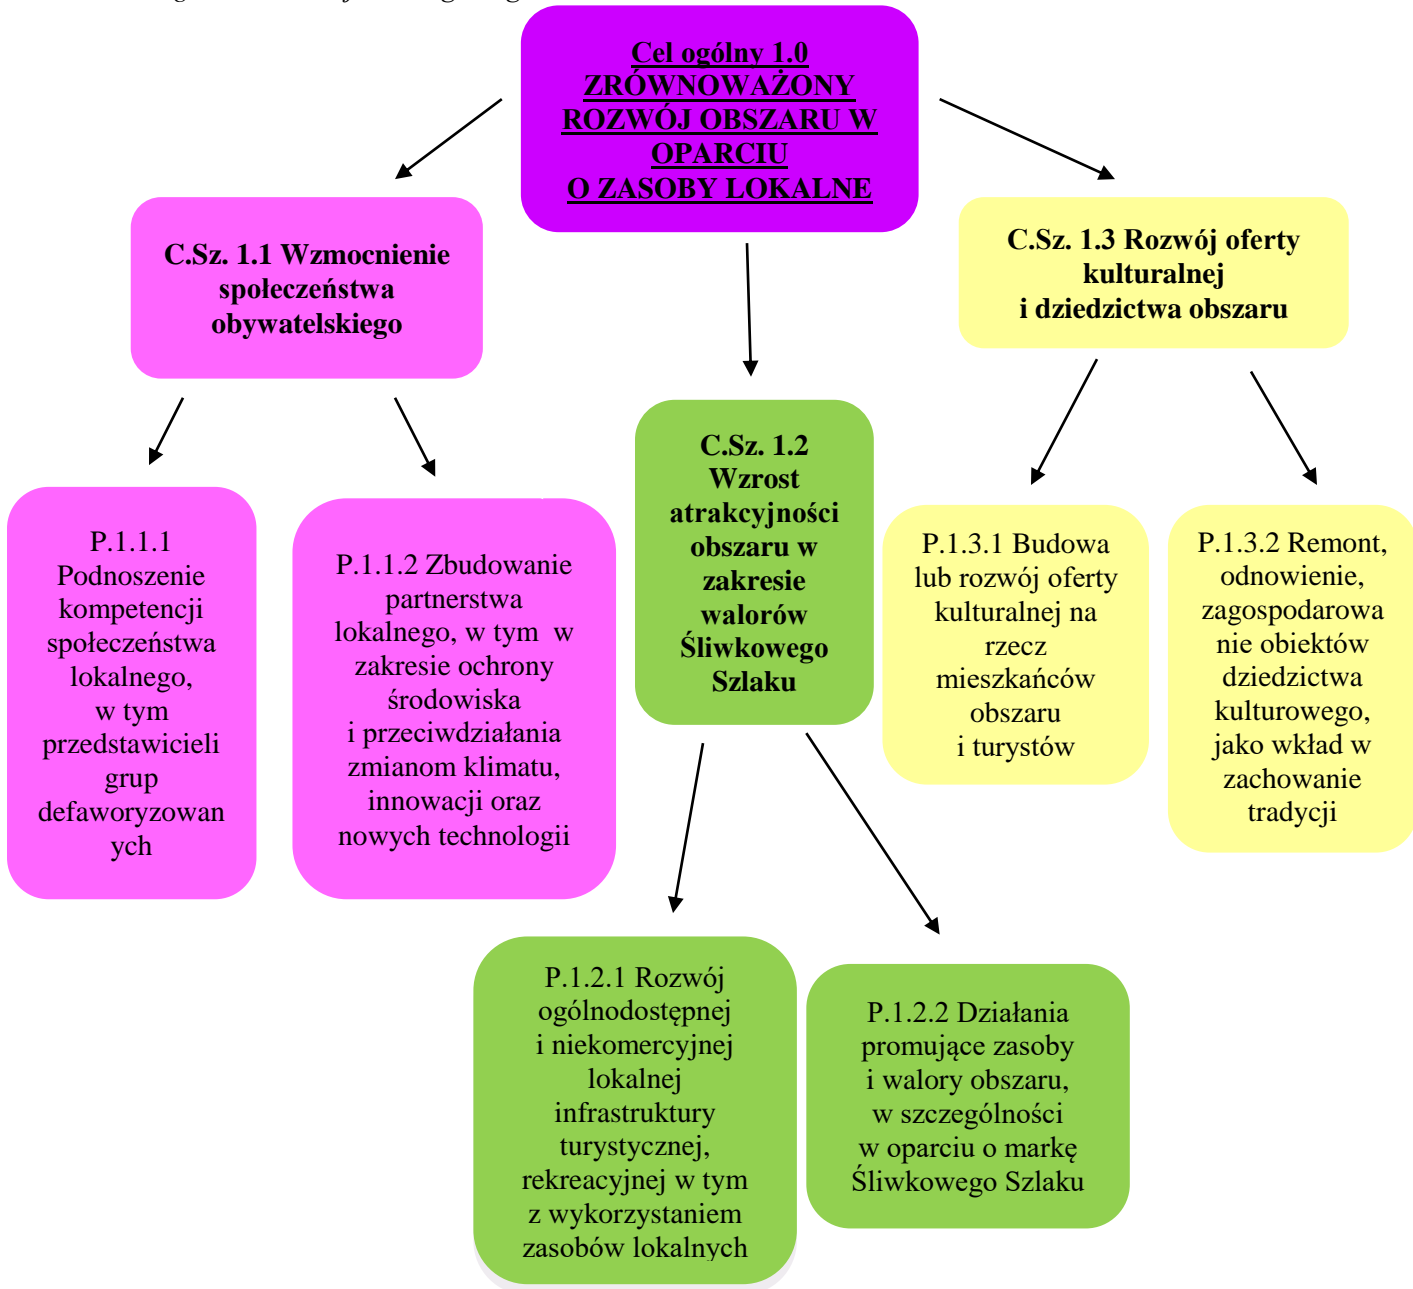 Cel ogólny 1.0
ZRÓWNOWAŻONY
ROZWÓJ OBSZARU W
OPARCIU
O ZASOBY LOKALNE
C.Sz. 1.1 Wzmocnienie
społeczeństwa
obywatelskiego
C.Sz. 1.3 Rozwój oferty
kulturalnej
i dziedzictwa obszaru
C.Sz. 1.2
Wzrost
atrakcyjności
obszaru w
zakresie
walorów
Śliwkowego
Szlaku
P.1.1.1
Podnoszenie
kompetencji
społeczeństwa
lokalnego,
w tym
przedstawicieli
grup
defaworyzowan
ych
P.1.1.2 Zbudowanie
partnerstwa
lokalnego, w tym w
zakresie ochrony
środowiska
i przeciwdziałania
zmianom klimatu,
innowacji oraz
nowych technologii
P.1.3.1 Budowa
lub rozwój oferty
kulturalnej na
rzecz
mieszkańców
obszaru
i turystów
P.1.3.2 Remont,
odnowienie,
zagospodarowa
nie obiektów
dziedzictwa
kulturowego,
jako wkład w
zachowanie
tradycji
P.1.2.1 Rozwój
ogólnodostępnej
i niekomercyjnej
lokalnej
infrastruktury
turystycznej,
rekreacyjnej w tym
z wykorzystaniem
zasobów lokalnych
P.1.2.2 Działania
promujące zasoby
i walory obszaru,
w szczególności
w oparciu o markę
Śliwkowego Szlaku